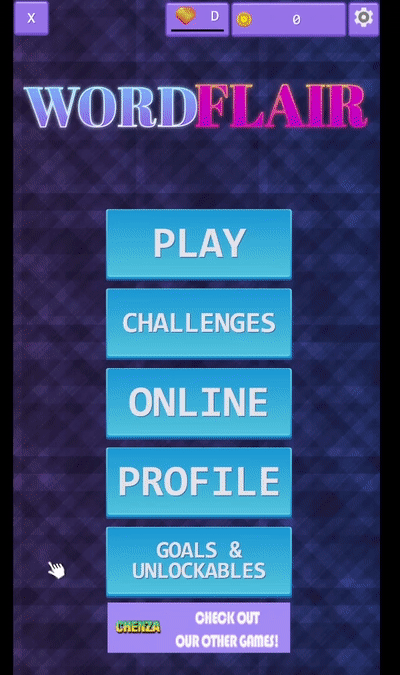 X
D
0
WORDFLAIR
PLAY
CHALLENGES
ONLINE
PROFILE
GOALS &
UNLOCKABLES
CHENZA
CHECK OUT
OUR OTHER GAMES!